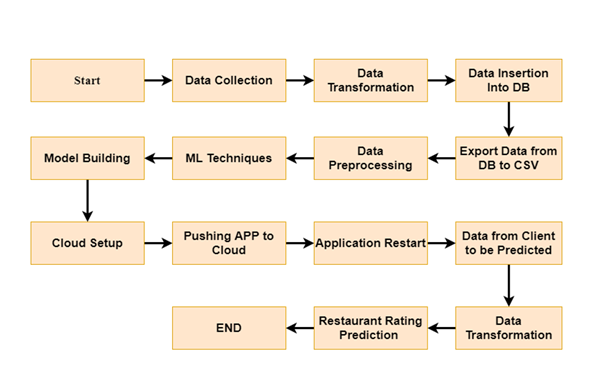 Start
Data Collection
Data
Transformation
Data Insertion
Into DB
Export Data from
DB to CSV
Data
Preprocessing
ML Techniques
Model Building
Cloud Setup
Pushing APP to
Cloud
Application Restart
Data from Client
to be Predicted
Data
Transformation
Restaurant Rating
Prediction
END